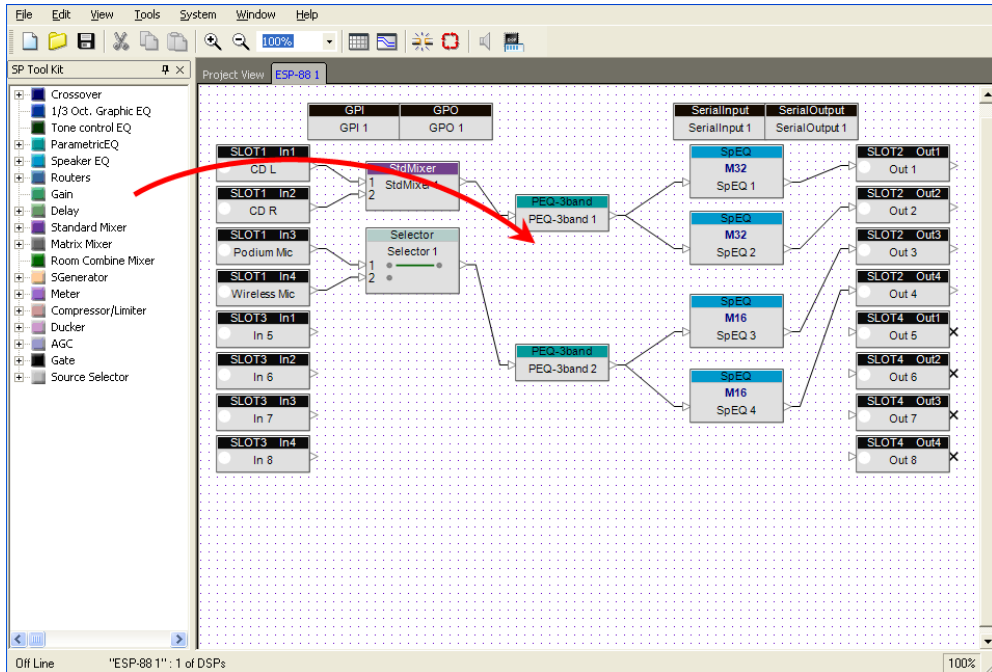 File Edit View Tools System Window Help
100%
SP Tool Kit
Project View ESP-88 1
Crossover
1/3 Oct. Graphic EQ
Tone control EQ
ParametricEQ
Speaker EQ
Routers
Gain
Delay
Standard Mixer
Matrix Mixer
Room Combine Mixer
SGenerator
Meter
Compressor/Limiter
Ducker
AGC
Gate
Source Selector
GPI GPO
GPI 1 GPO 1
SerialInput SerialOutput
SerialInput 1 SerialOutput 1
SLOT1 In1
CD L
SLOT1 In2
CD R
SLOT1 In3
Podium Mic
SLOT1 In4
Wireless Mic
SLOT3 In1
In 5
SLOT3 In2
In 6
SLOT3 In3
In 7
SLOT3 In4
In 8
StdMixer
1 StdMixer 1
2
Selector
Selector 1
1
2
PEQ-3band
PEQ-3band 1
PEQ-3band
PEQ-3band 2
SpEQ
M32
SpEQ 1
SpEQ
M32
SpEQ 2
SpEQ
M16
SpEQ 3
SpEQ
M16
SpEQ 4
SLOT2 Out1
Out 1
SLOT2 Out2
Out 2
SLOT2 Out3
Out 3
SLOT2 Out4
Out 4
SLOT4 Out1
Out 5
SLOT4 Out2
Out 6
SLOT4 Out3
Out 7
SLOT4 Out4
Out 8
Off Line "ESP-88 1" : 1 of DSPs 100%